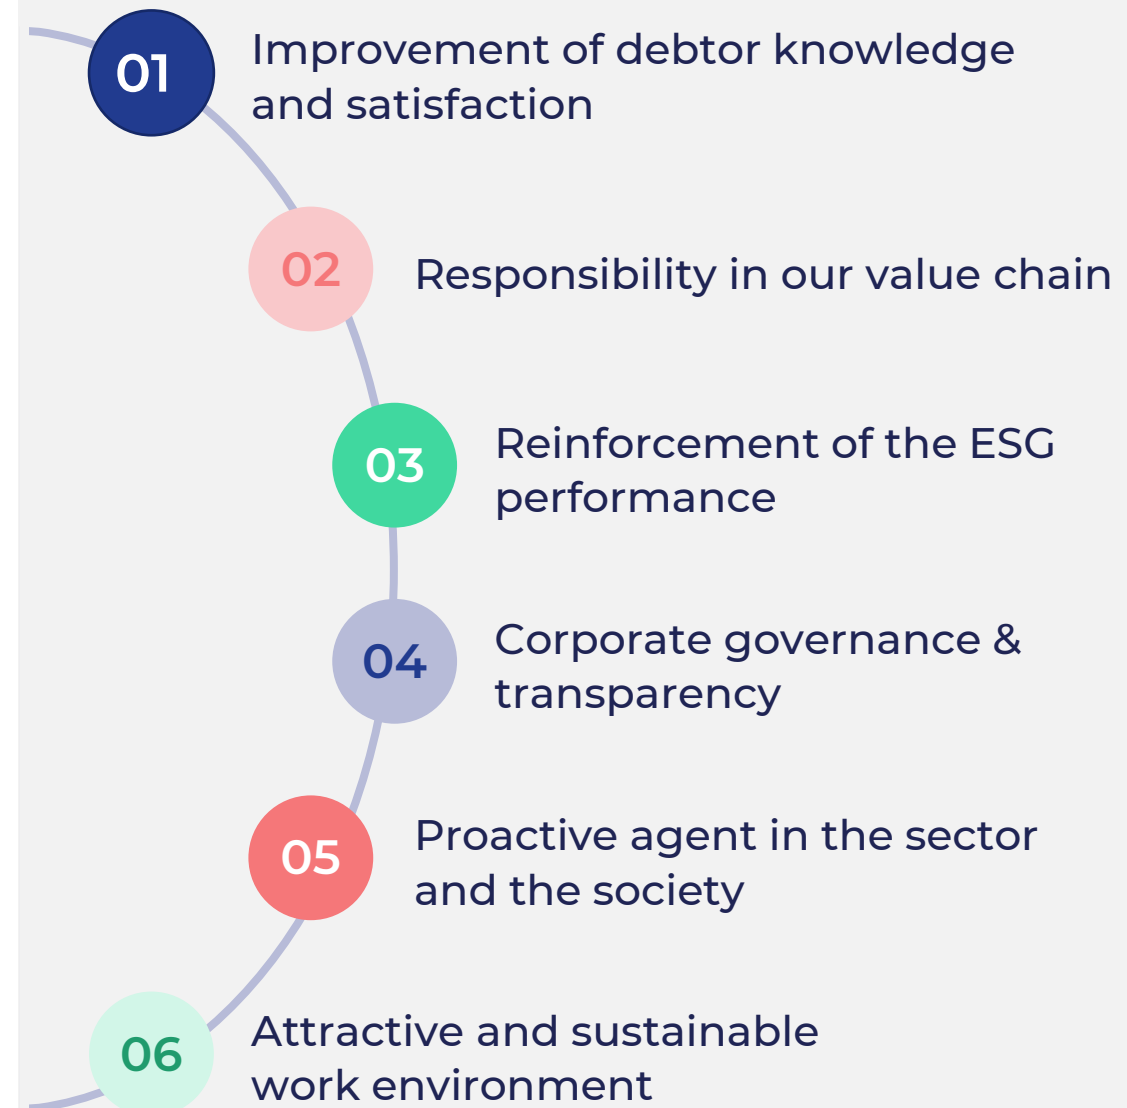 01
Improvement of debtor knowledge
and satisfaction
02
Responsibility in our value chain
03
Reinforcement of the ESG
performance
04
Corporate governance &
transparency
05
Proactive agent in the sector
and the society
06
Attractive and sustainable
work environment